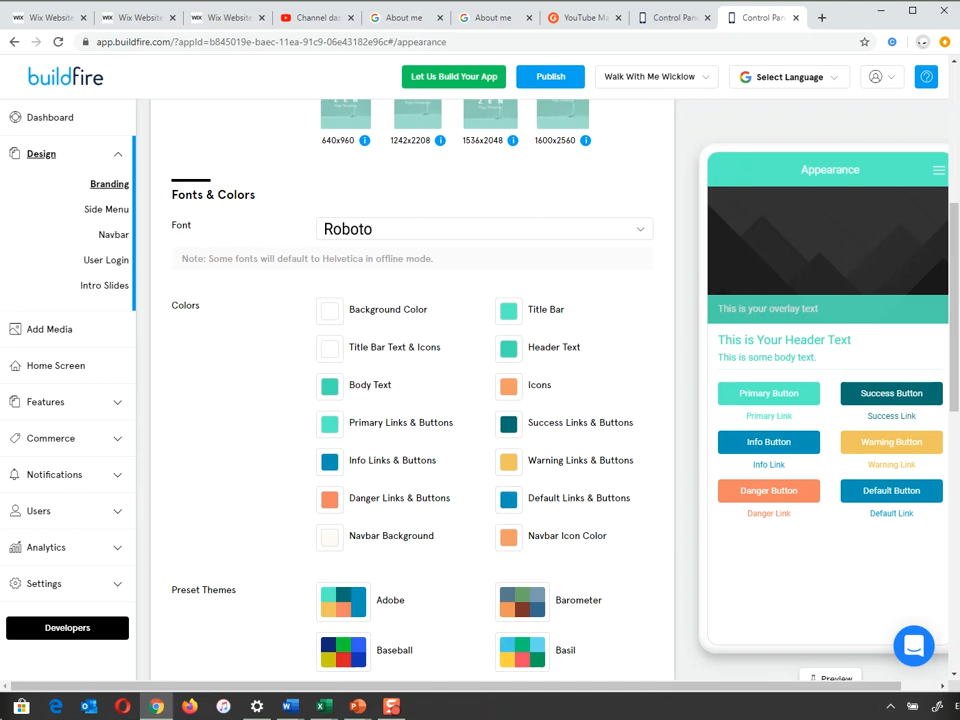 Wix Website
Wix Website
Wix Website
Channel das
About me
About me
YouTube Ma
Control Pan
Control Pan
app.buildfire.com/?appId=b845019e-baec-11ea-91c9-06e43182e96c#/appearance
buildfire
Let Us Build Your App
Publish
Walk With Me Wicklow
Select Language
Dashboard
Design
Branding
Side Menu
Navbar
User Login
Intro Slides
Add Media
Home Screen
Features
Commerce
Notifications
Users
Analytics
Settings
Developers
640x960
1242x2208
1536x2048
1600x2560
Fonts & Colors
Font
Roboto
Note: Some fonts will default to Helvetica in offline mode.
Colors
Background Color
Title Bar
Title Bar Text & Icons
Header Text
Body Text
Icons
Primary Links & Buttons
Success Links & Buttons
Info Links & Buttons
Warning Links & Buttons
Danger Links & Buttons
Default Links & Buttons
Navbar Background
Navbar Icon Color
Preset Themes
Adobe
Barometer
Baseball
Basil
Appearance
This is your overlay text
This is Your Header Text
This is some body text.
Primary Button
Success Button
Primary Link
Success Link
Info Button
Warning Button
Info Link
Warning Link
Danger Button
Default Button
Danger Link
Default Link
Preview